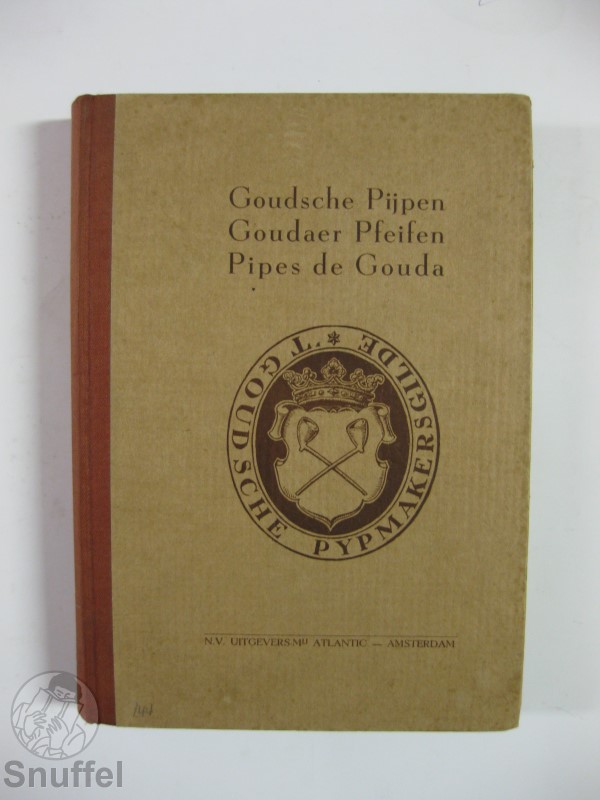 Goudsche Pijpen
Goudaer Pfeifen
Pipes de Gouda
* 'T GOUDSCHE PYPMAKERSGILDE
N.V. UITGEVERS.MIJ ATLANTIC — AMSTERDAM
Snuffel